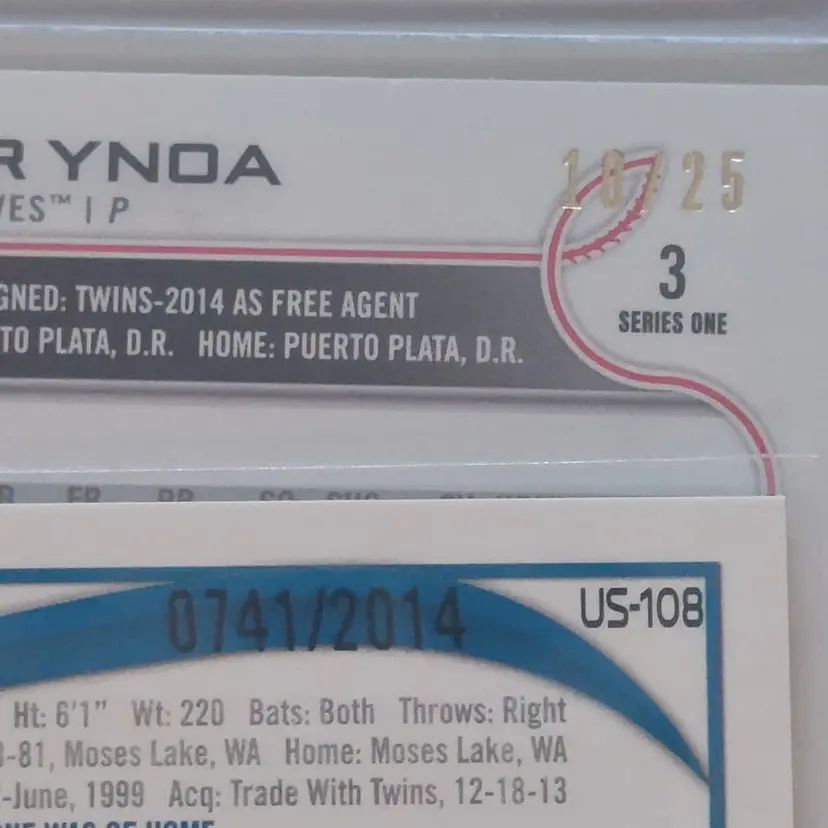 R YNOA
VES™ | P
18/25
3
SERIES ONE
GNED: TWINS-2014 AS FREE AGENT
TO PLATA, D.R. HOME: PUERTO PLATA, D.R.
0741/2014
US-108
Ht: 6'1" Wt: 220 Bats: Both Throws: Right
-81, Moses Lake, WA Home: Moses Lake, WA
-June, 1999 Acq: Trade With Twins, 12-18-13